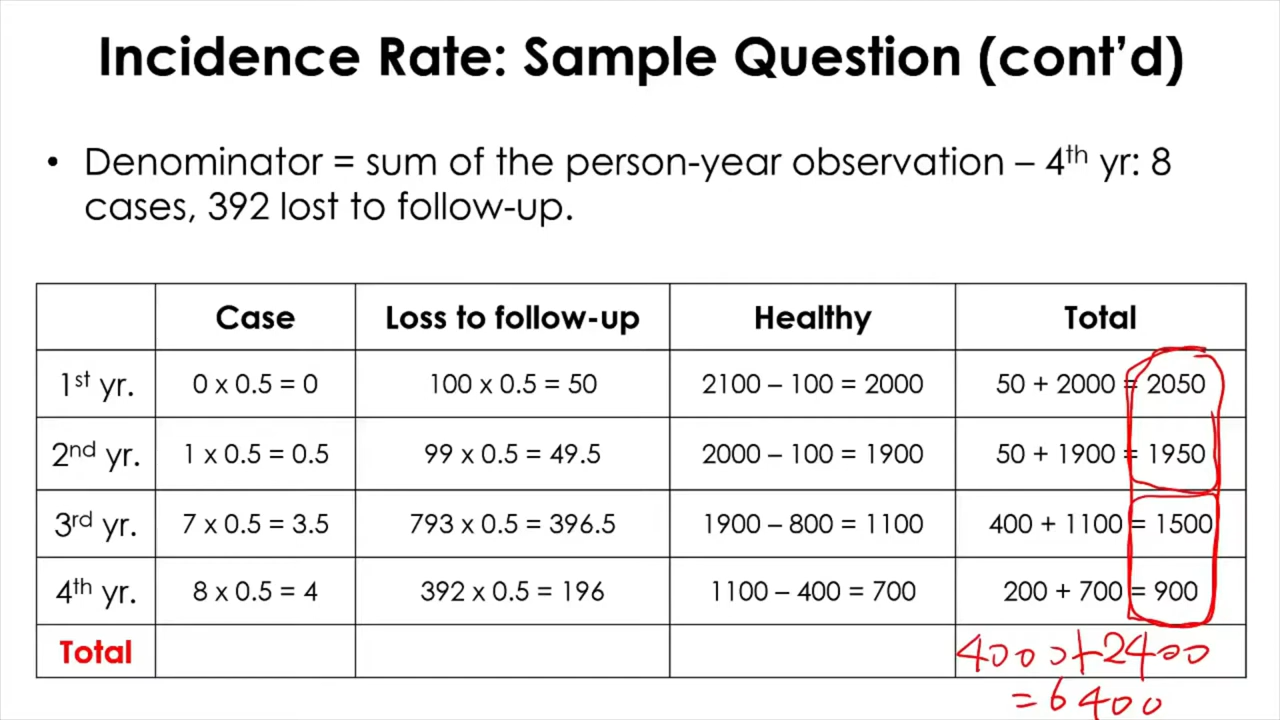 Incidence Rate: Sample Question (cont'd)
• Denominator = sum of the person-year observation – 4th yr: 8
cases, 392 lost to follow-up.
Case Loss to follow-up Healthy Total
1st yr. 0 x 0.5 = 0 100 x 0.5 = 50 2100 – 100 = 2000 50 + 2000 = 2050
2nd yr. 1 x 0.5 = 0.5 99 x 0.5 = 49.5 2000 – 100 = 1900 50 + 1900 = 1950
3rd yr. 7 x 0.5 = 3.5 793 x 0.5 = 396.5 1900 – 800 = 1100 400 + 1100 = 1500
4th yr. 8 x 0.5 = 4 392 x 0.5 = 196 1100 – 400 = 700 200 + 700 = 900
Total 4000+2400
=6400